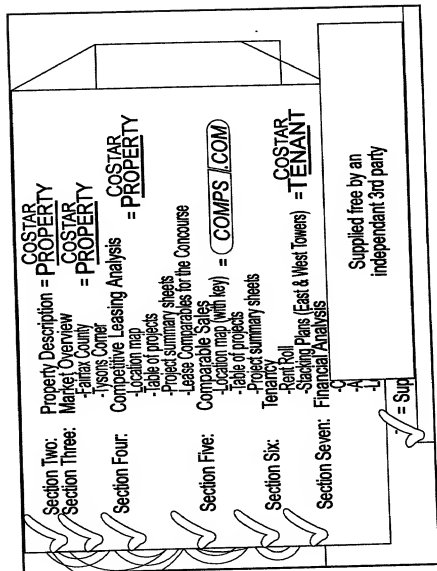 Section Two: Property Description = COSTAR PROPERTY
Section Three: Market Overview = COSTAR PROPERTY
-Fairfax County
-Tysons Corner
Section Four: Competitive Leasing Analysis = COSTAR PROPERTY
-Location map
-Table of projects
-Project summary sheets
-Lease Comparables for the Concourse
Section Five: Comparable Sales
-Location map (with key) = COMPS .COM
-Table of projects
-Project summary sheets
Section Six: Tenancy
-Rent Roll
-Stacking Plans (East & West Towers) = COSTAR TENANT
Section Seven: Financial Analysis
-C
-A
-L
= Sup
Supplied free by an
independant 3rd party